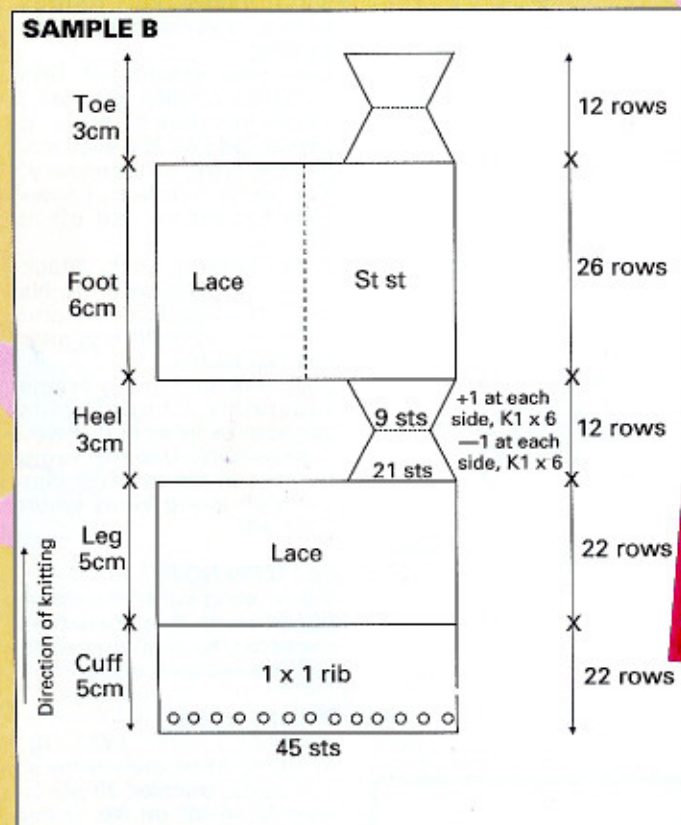 SAMPLE B
Toe
3cm
12 rows
Foot
6cm
Lace
St st
26 rows
Heel
3cm
9 sts
21 sts
+1 at each
side, K1 x 6
—1 at each
side, K1 x 6
12 rows
Leg
5cm
Lace
22 rows
Direction of knitting
Cuff
5cm
1 x 1 rib
22 rows
45 sts